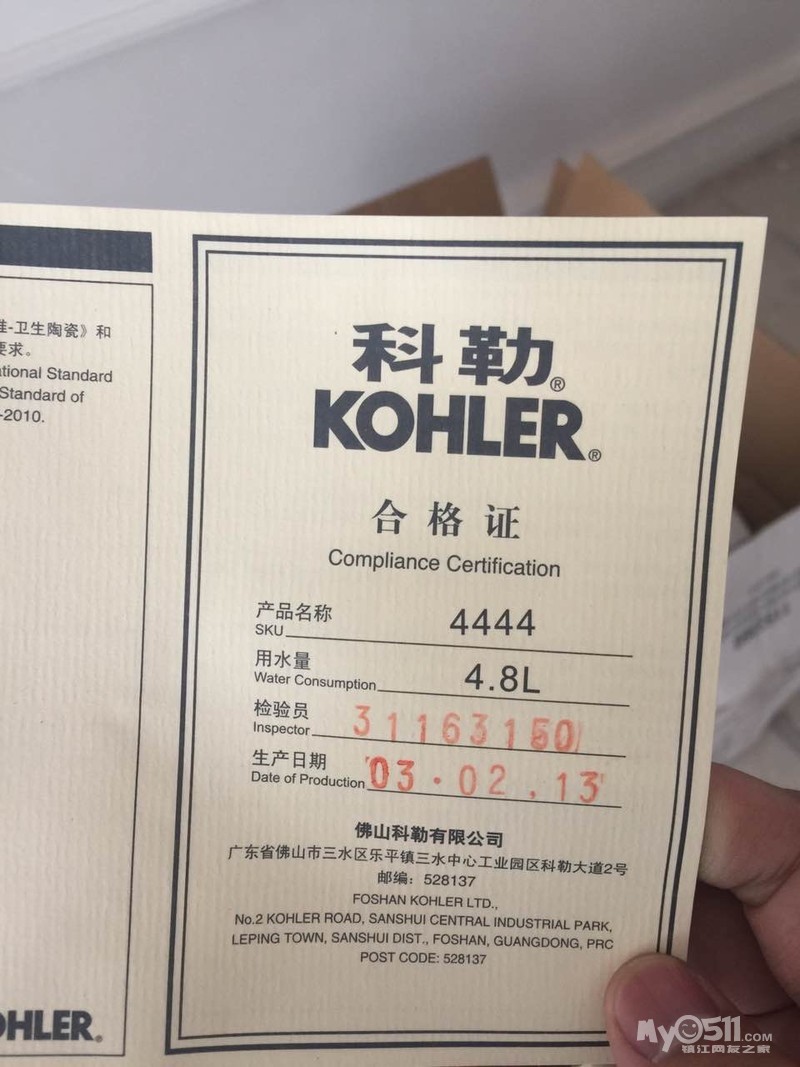 准-卫生陶瓷》和
要求。
ational Standard
Standard of
-2010.
OHLER®
科勒®
KOHLER®
合格证
Compliance Certification
产品名称
SKU 4444
用水量
Water Consumption 4.8L
检验员
Inspector 31163150
生产日期
Date of Production 03.02.13
佛山科勒有限公司
广东省佛山市三水区乐平镇三水中心工业园区科勒大道2号
邮编：528137
FOSHAN KOHLER LTD.,
No.2 KOHLER ROAD, SANSHUI CENTRAL INDUSTRIAL PARK,
LEPING TOWN, SANSHUI DIST., FOSHAN, GUANGDONG, PRC
POST CODE: 528137
My0511.COM
镇江网友之家